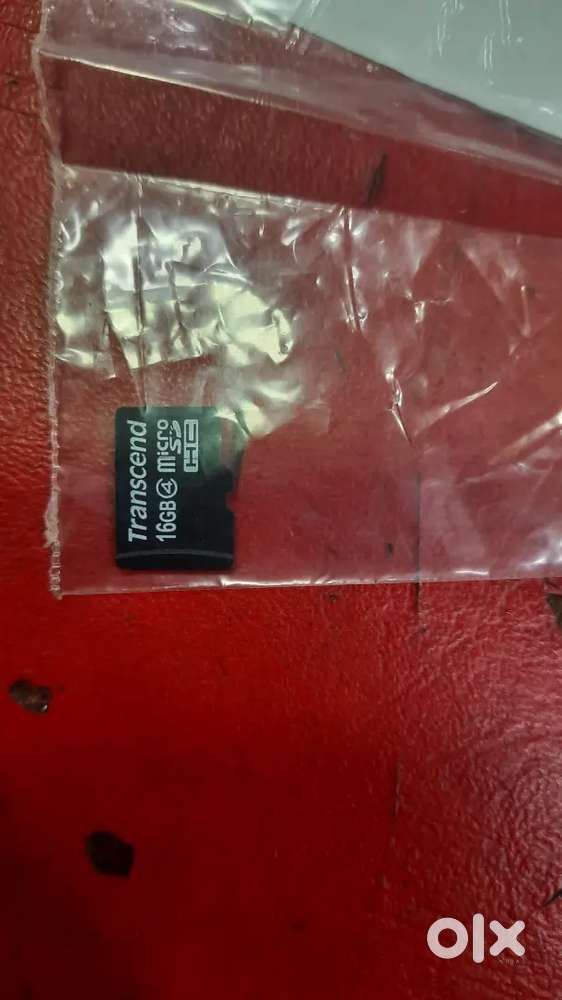 Transcend
16GB 4 micro SD HC
olx